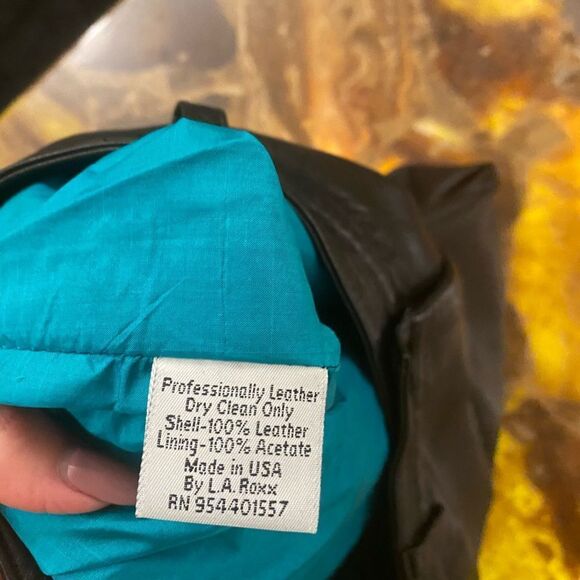 Professionally Leather
Dry Clean Only
Shell-100% Leather
Lining-100% Acetate
Made in USA
By L.A. Roxx
RN 954401557